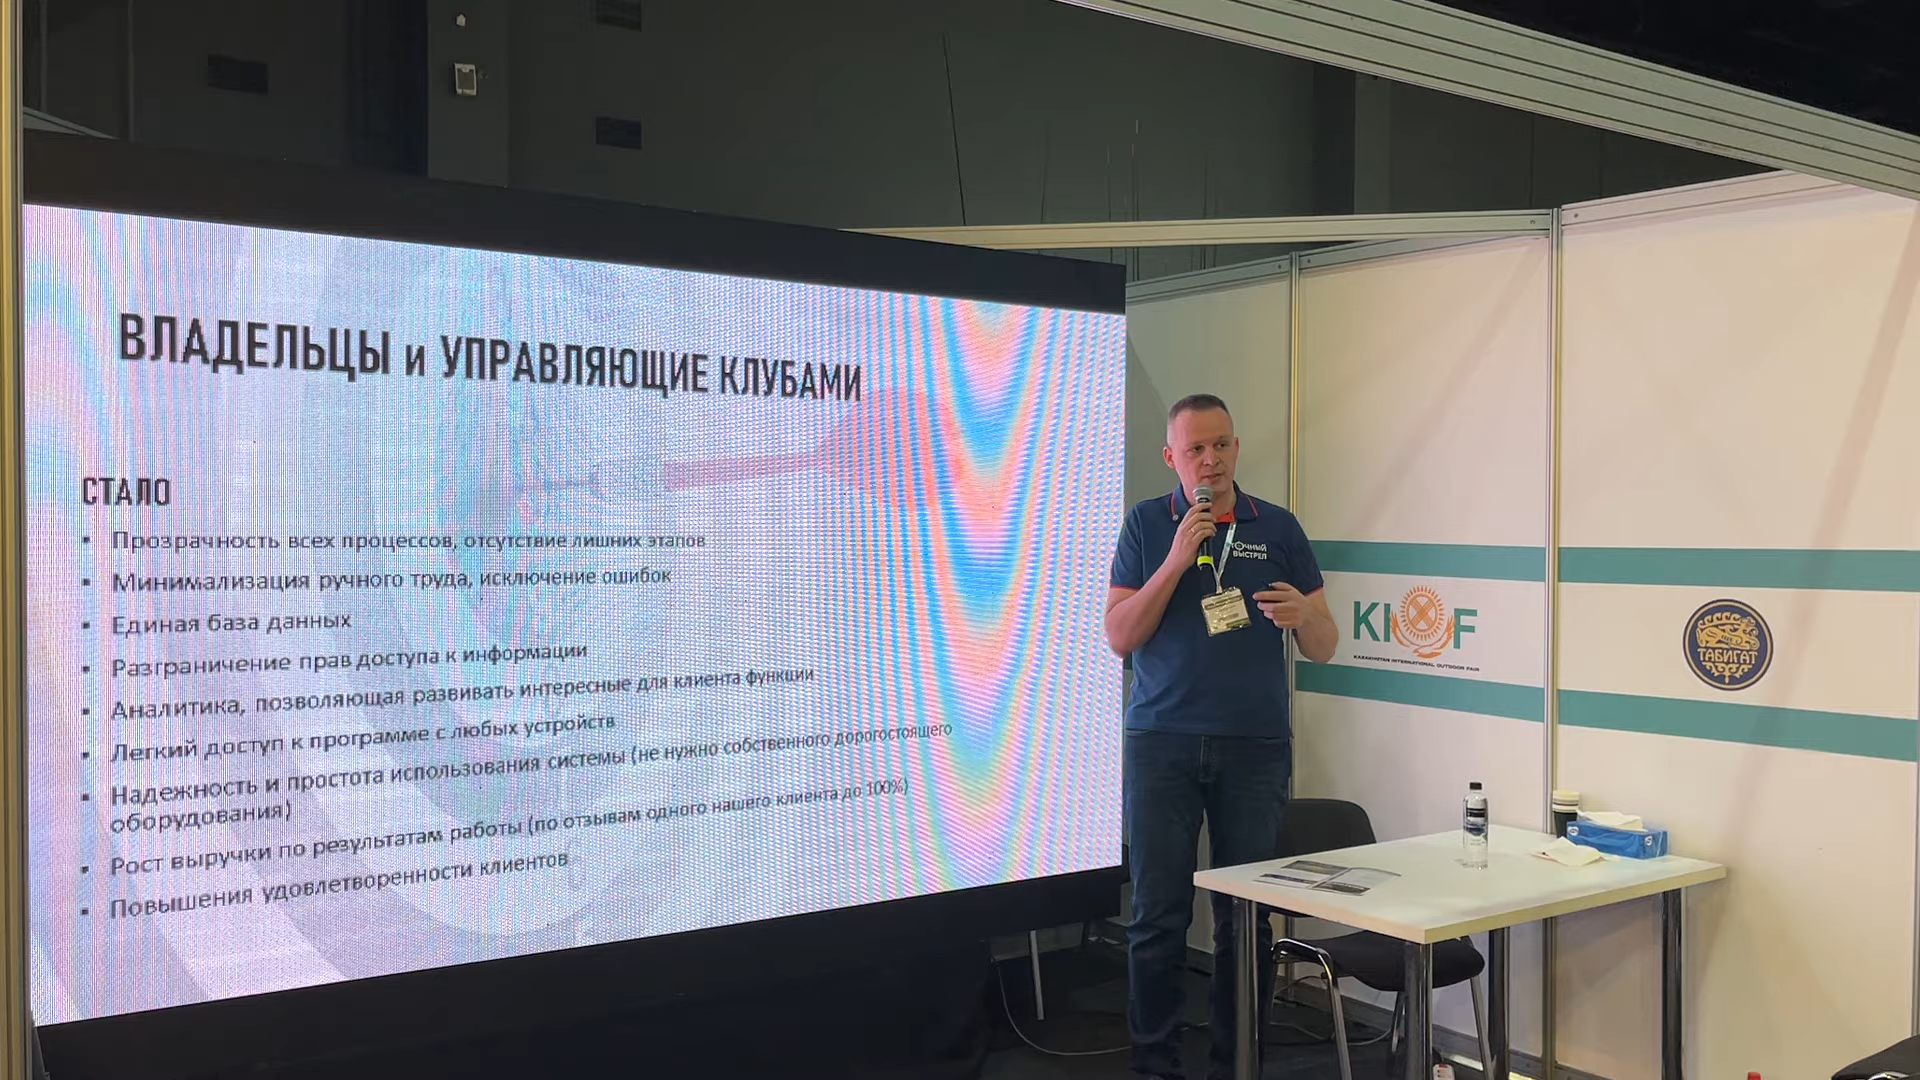 ВЛАДЕЛЬЦЫ и УПРАВЛЯЮЩИЕ КЛУБАМИ
СТАЛО
▪ Прозрачность всех процессов, отсутствие лишних этапов
▪ Минимализация ручного труда, исключение ошибок
▪ Единая база данных
▪ Разграничение прав доступа к информации
▪ Аналитика, позволяющая развивать интересные для клиента функции
▪ Легкий доступ к программе с любых устройств
▪ Надежность и простота использования системы (не нужно собственного дорогостоящего
оборудования)
▪ Рост выручки по результатам работы (по отзывам одного нашего клиента до 100%)
▪ Повышения удовлетворенности клиентов
ТОЧНЫЙ
ВЫСТРЕЛ
KIOF
KAZAKHSTAN INTERNATIONAL OUTDOOR FAIR
ТАБИГАТ